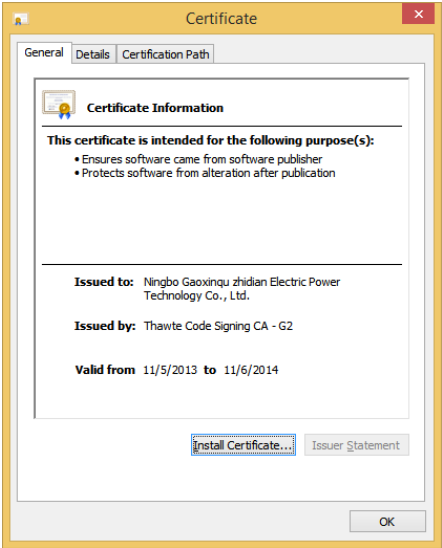 Certificate
General Details Certification Path
Certificate Information
This certificate is intended for the following purpose(s):
• Ensures software came from software publisher
• Protects software from alteration after publication
Issued to: Ningbo Gaoxinqu zhidian Electric Power
Technology Co., Ltd.
Issued by: Thawte Code Signing CA - G2
Valid from 11/5/2013 to 11/6/2014
Install Certificate... Issuer Statement
OK